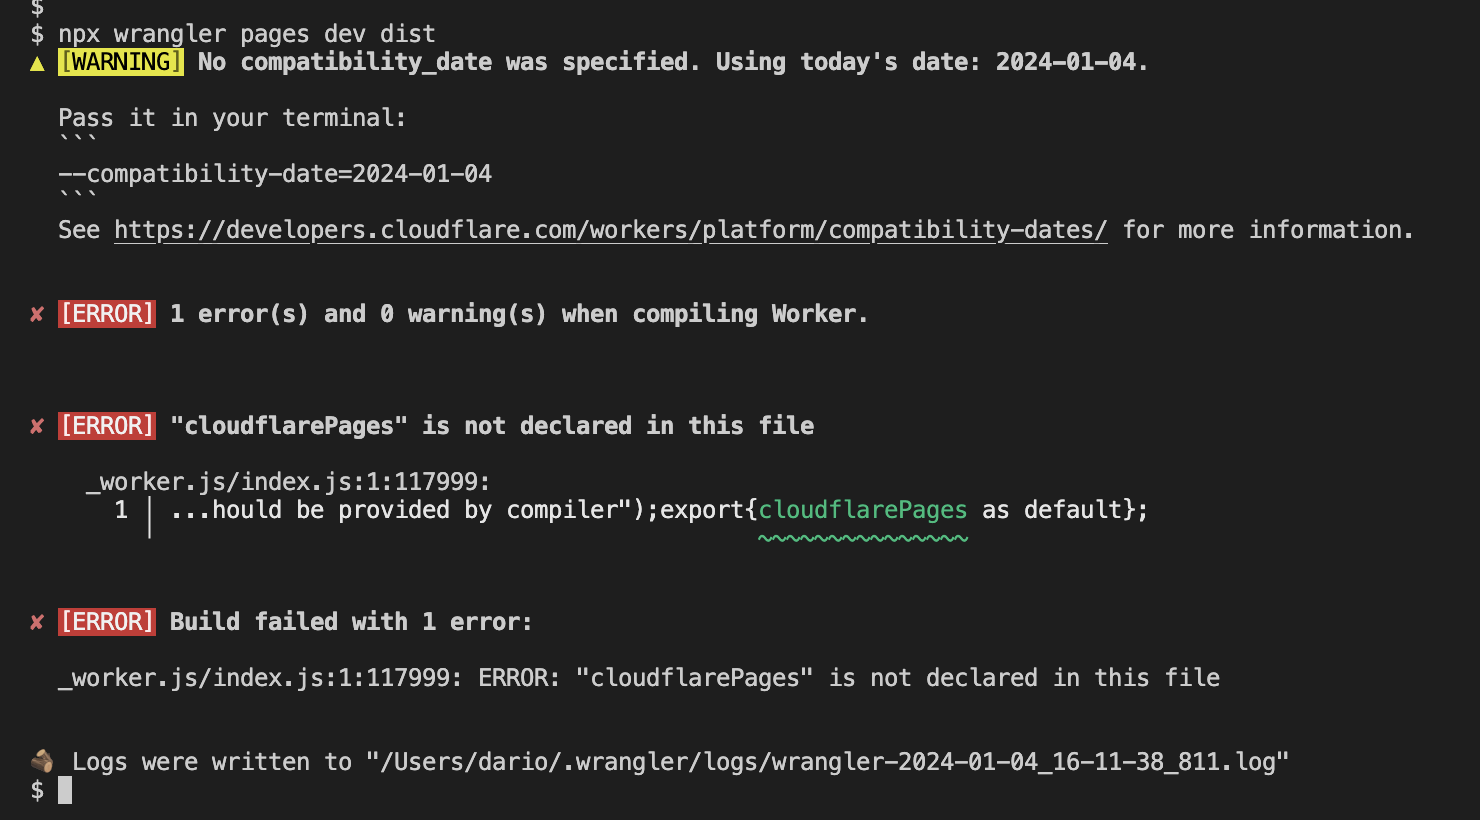 $
$ npx wrangler pages dev dist
▲ [WARNING] No compatibility_date was specified. Using today's date: 2024-01-04.
Pass it in your terminal:
```
--compatibility-date=2024-01-04
```
See https://developers.cloudflare.com/workers/platform/compatibility-dates/ for more information.
✘ [ERROR] 1 error(s) and 0 warning(s) when compiling Worker.
✘ [ERROR] "cloudflarePages" is not declared in this file
_worker.js/index.js:1:117999:
1 │ ...hould be provided by compiler");export{cloudflarePages as default};
✘ [ERROR] Build failed with 1 error:
_worker.js/index.js:1:117999: ERROR: "cloudflarePages" is not declared in this file
🪵 Logs were written to "/Users/dario/.wrangler/logs/wrangler-2024-01-04_16-11-38_811.log"
$